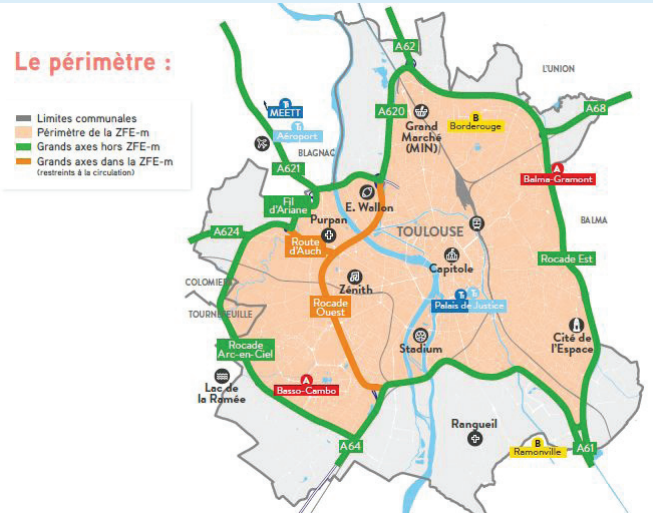 Le périmètre :
Limites communales
Périmètre de la ZFE-m
Grands axes hors ZFE-m
Grands axes dans la ZFE-m
(restreints à la circulation)
A62
L'UNION
A68
MEETT
Aéroport
BLAGNAC
A620
Grand
Marché
(MIN)
B
Borderouge
A
Balma-Gramont
A621
Fil
d'Ariane
E. Wallon
Purpan
A624
Route
d'Auch
TOULOUSE
BALMA
Capitole
Rocade Est
COLOMIERS
Zénith
TOURNEFEUILLE
Rocade
Ouest
Palais de Justice
Stadium
Cité de
l'Espace
Rocade
Arc-en-Ciel
Lac de
la Ramée
A
Basso-Cambo
Rangueil
A64
B
Ramonville
A61